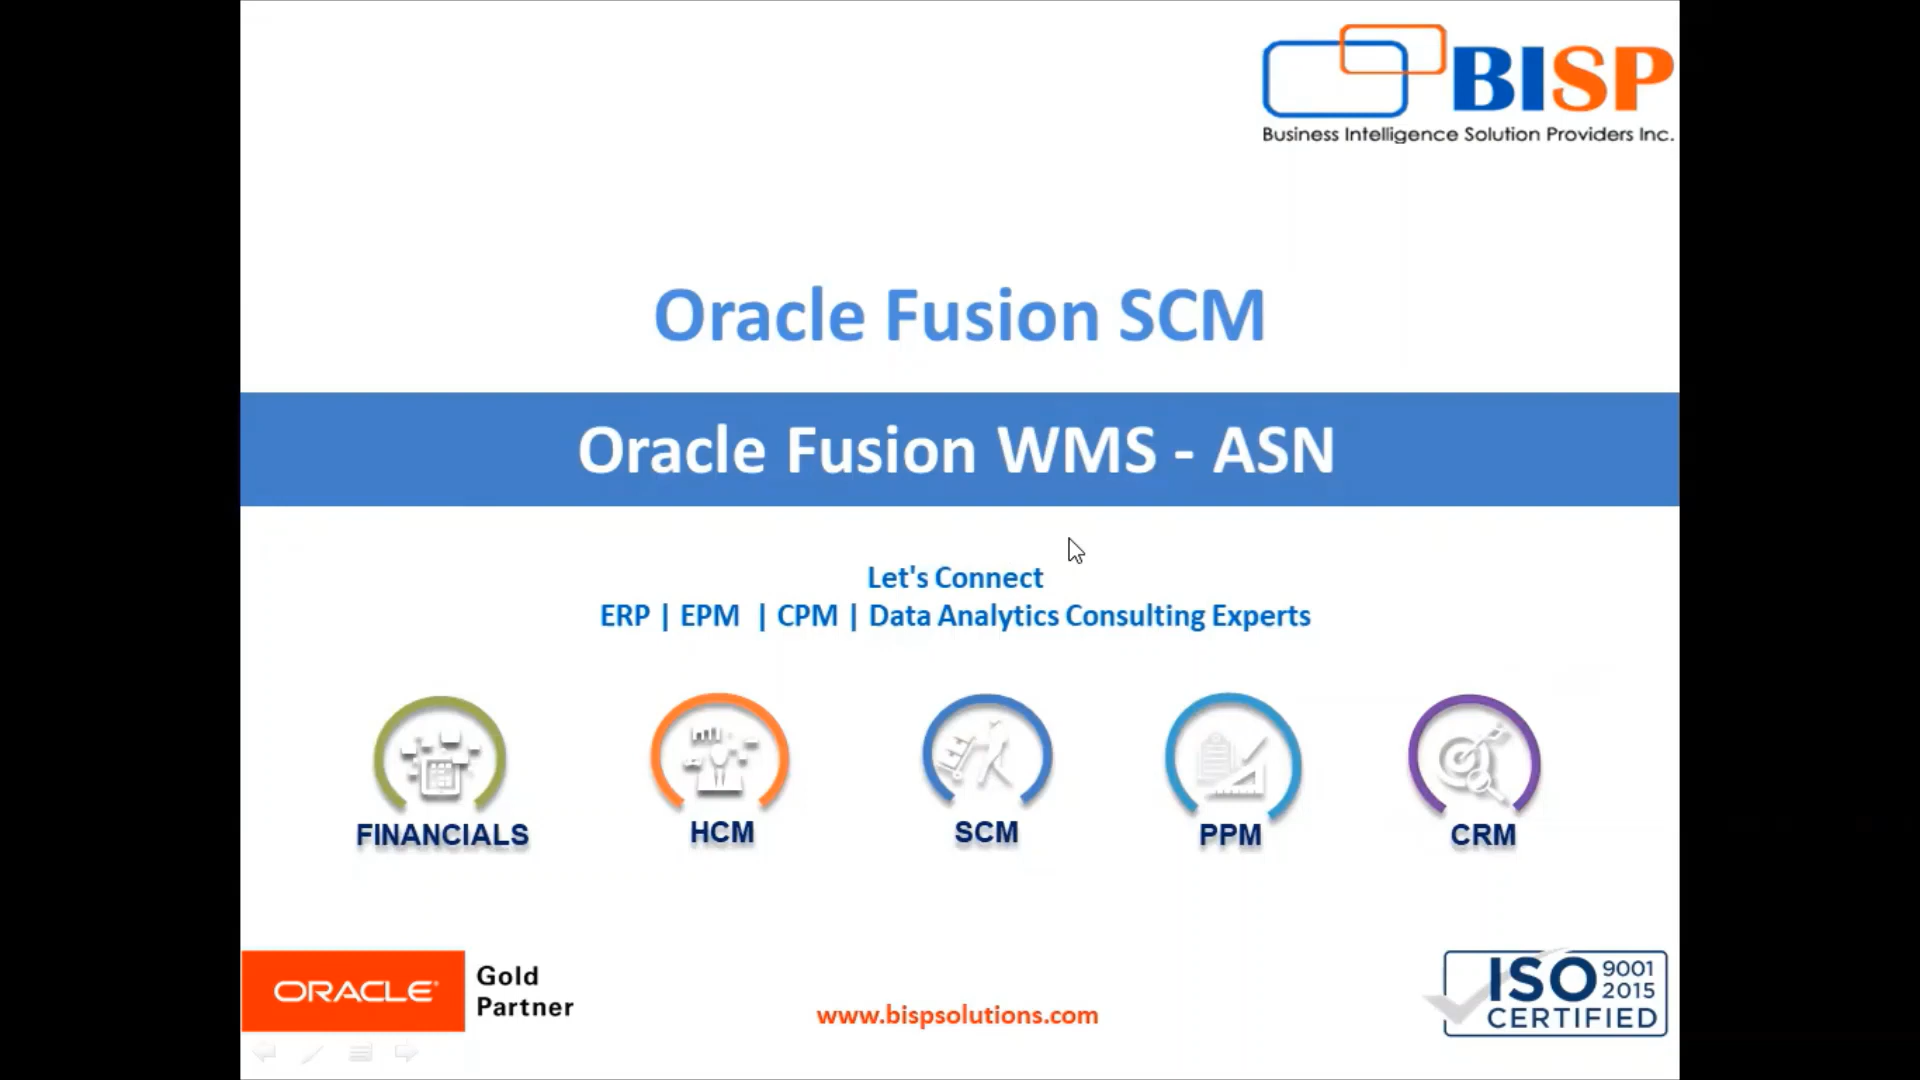 BISP
Business Intelligence Solution Providers Inc.
Oracle Fusion SCM
Oracle Fusion WMS - ASN
Let's Connect
ERP | EPM | CPM | Data Analytics Consulting Experts
FINANCIALS
HCM
SCM
PPM
CRM
ORACLE®
Gold
Partner
www.bispsolutions.com
ISO 9001
2015
CERTIFIED